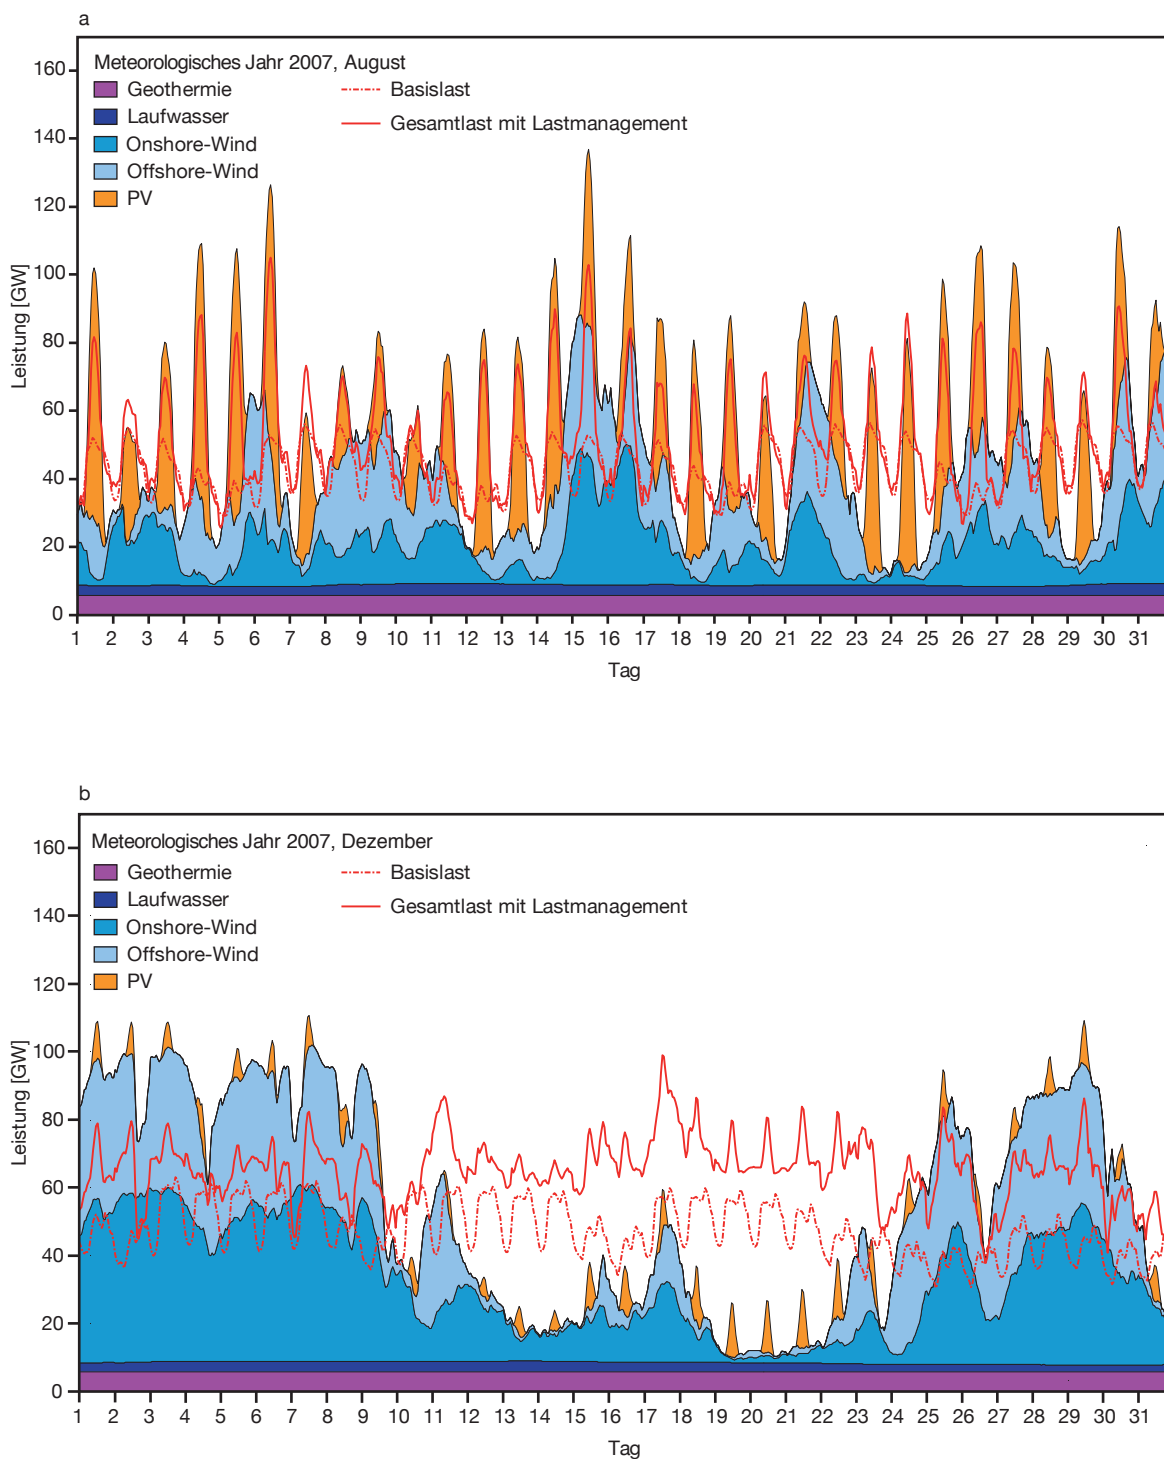 a
Meteorologisches Jahr 2007, August
Geothermie
Laufwasser
Onshore-Wind
Offshore-Wind
PV
Basislast
Gesamtlast mit Lastmanagement
Leistung [GW]
160
140
120
100
80
60
40
20
0
1 2 3 4 5 6 7 8 9 10 11 12 13 14 15 16 17 18 19 20 21 22 23 24 25 26 27 28 29 30 31
Tag
b
Meteorologisches Jahr 2007, Dezember
Geothermie
Laufwasser
Onshore-Wind
Offshore-Wind
PV
Basislast
Gesamtlast mit Lastmanagement
Leistung [GW]
160
140
120
100
80
60
40
20
0
1 2 3 4 5 6 7 8 9 10 11 12 13 14 15 16 17 18 19 20 21 22 23 24 25 26 27 28 29 30 31
Tag